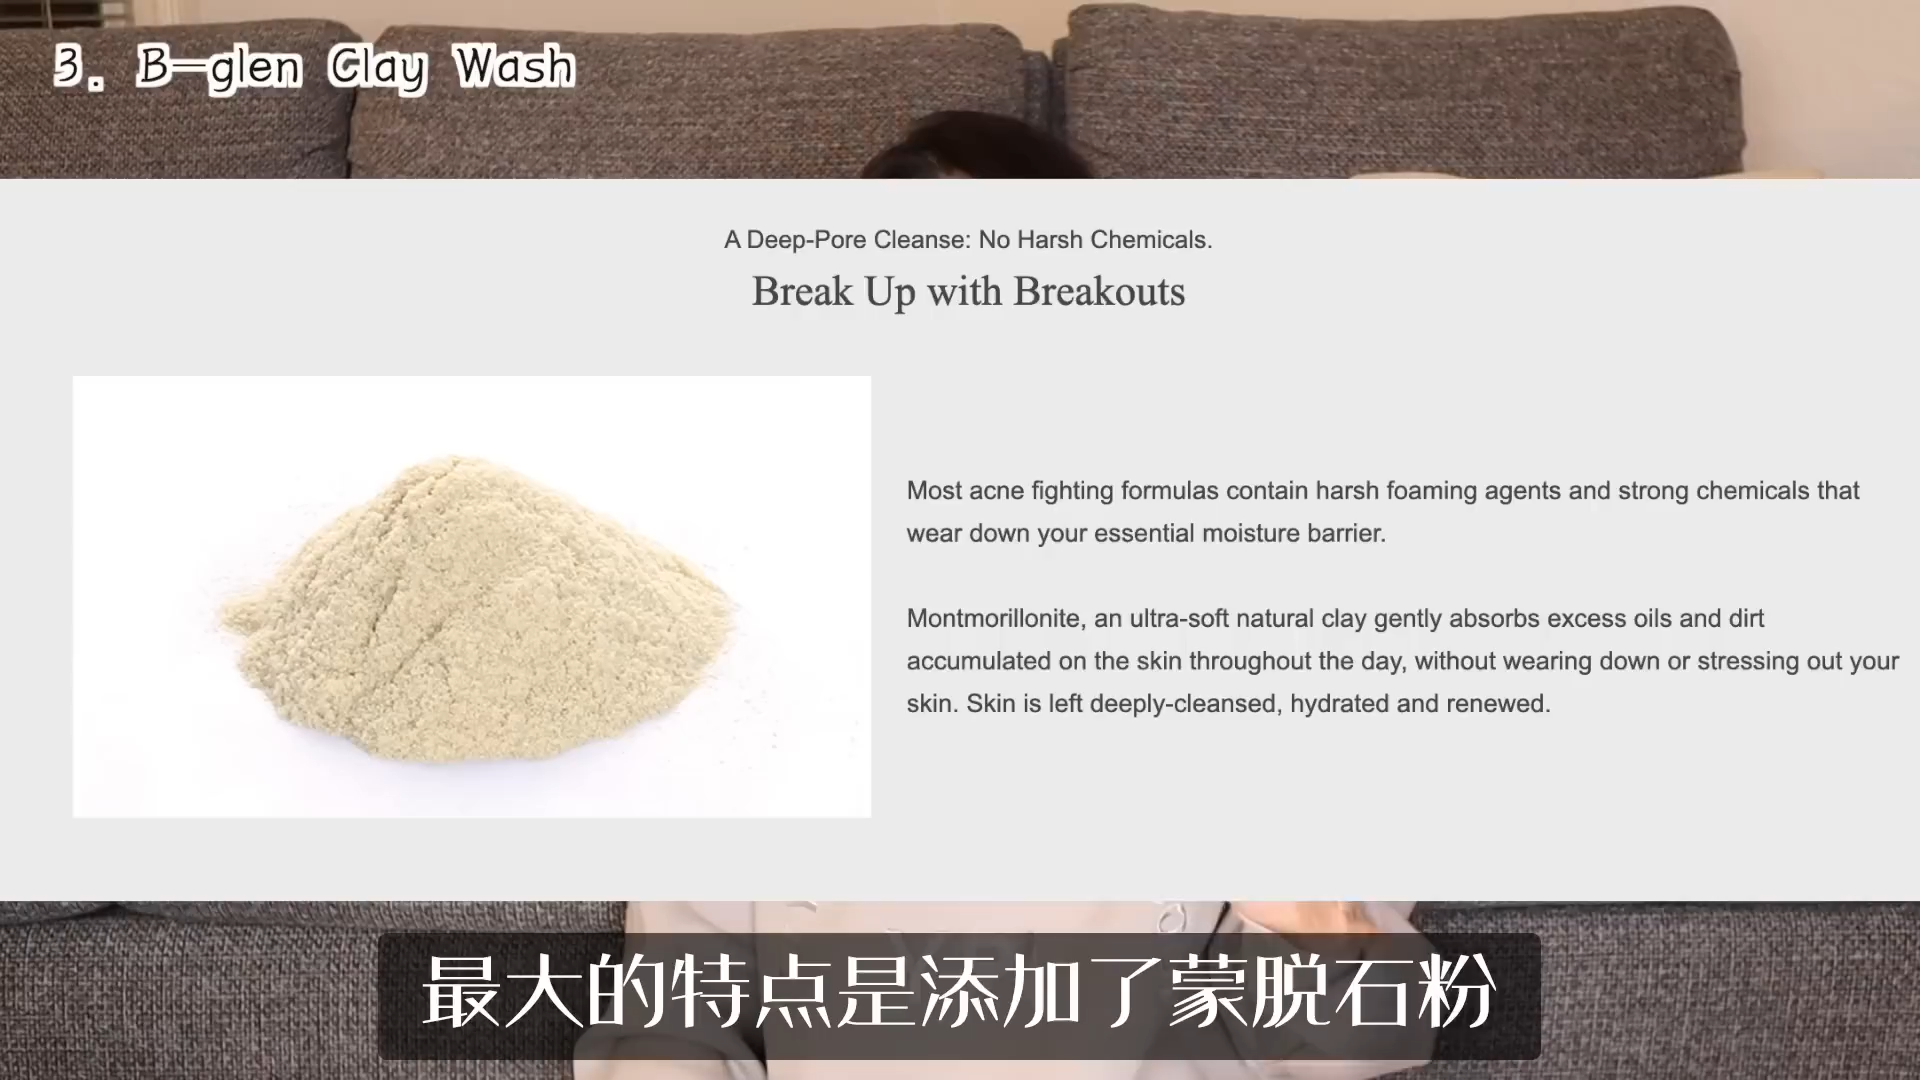 3. B-glen Clay Wash
A Deep-Pore Cleanse: No Harsh Chemicals.
Break Up with Breakouts
Most acne fighting formulas contain harsh foaming agents and strong chemicals that
wear down your essential moisture barrier.
Montmorillonite, an ultra-soft natural clay gently absorbs excess oils and dirt
accumulated on the skin throughout the day, without wearing down or stressing out your
skin. Skin is left deeply-cleansed, hydrated and renewed.
最大的特点是添加了蒙脱石粉